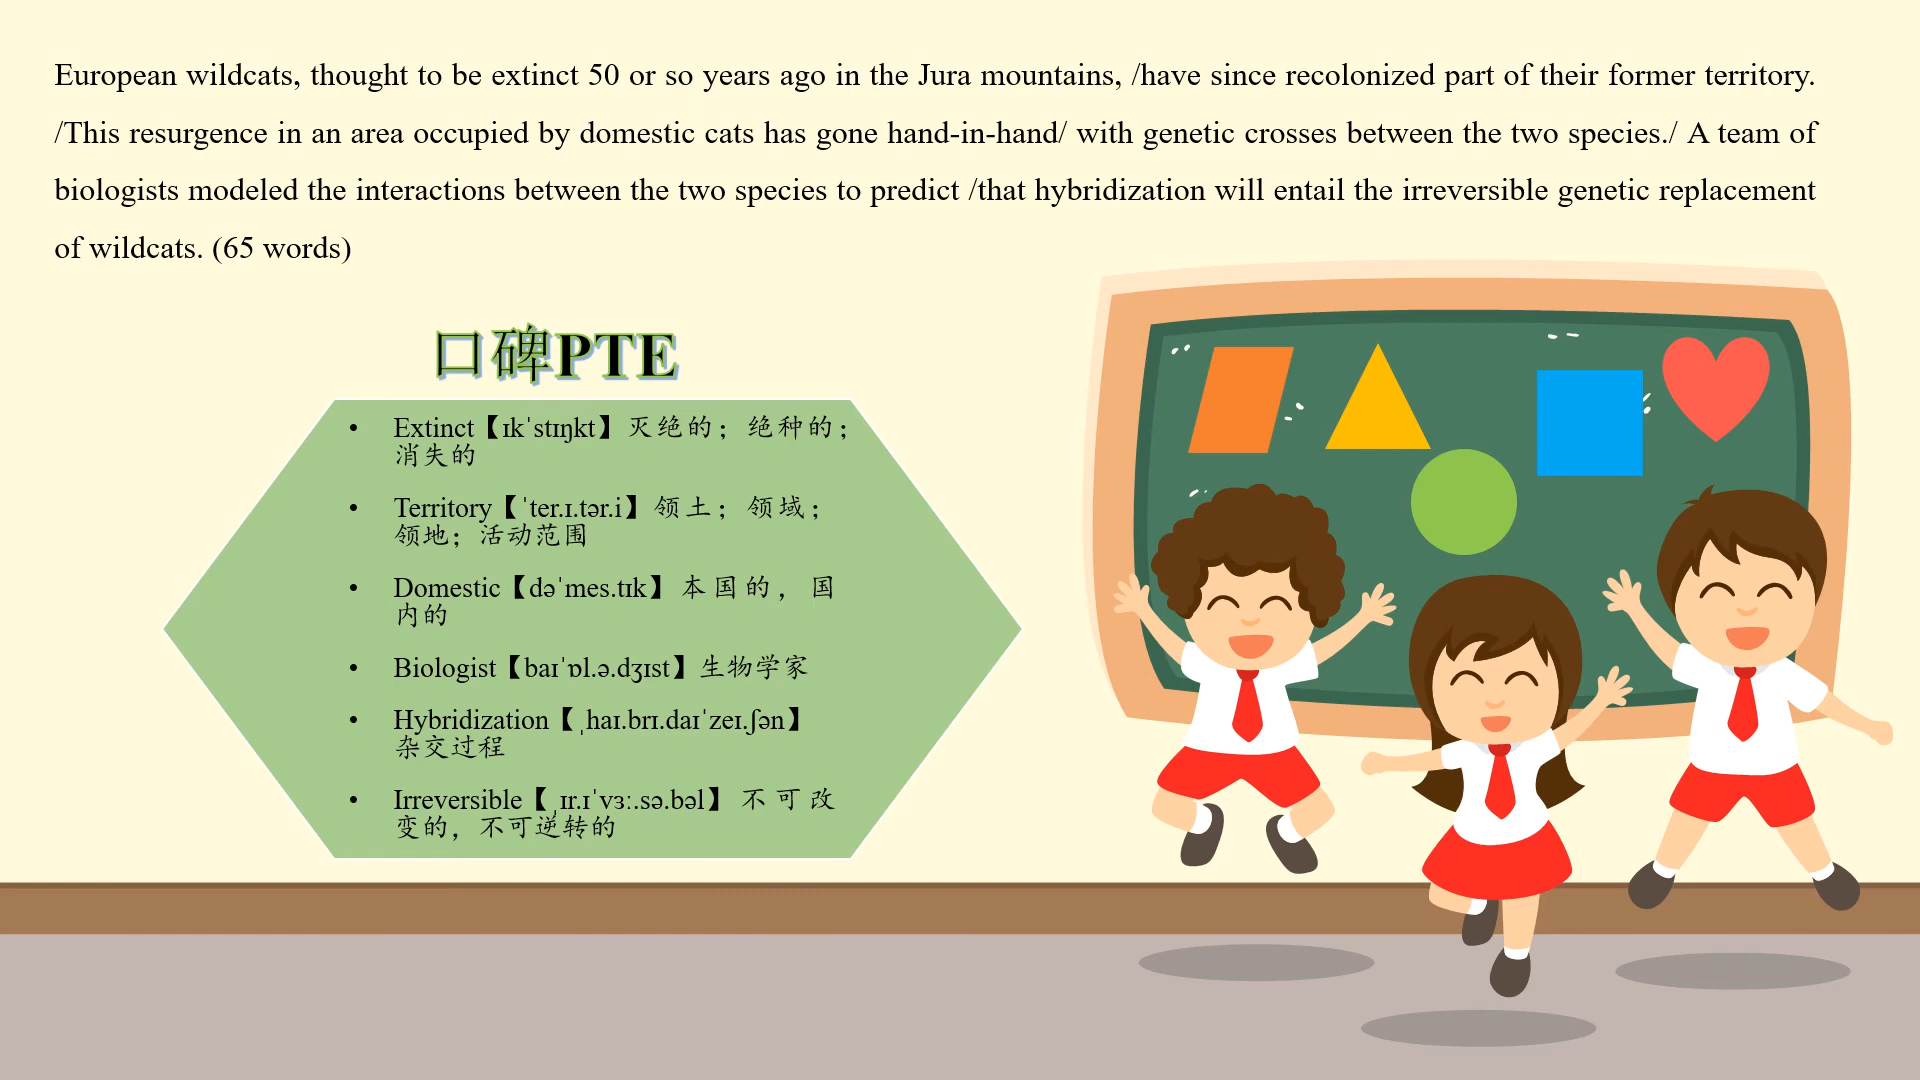 European wildcats, thought to be extinct 50 or so years ago in the Jura mountains, /have since recolonized part of their former territory.
/This resurgence in an area occupied by domestic cats has gone hand-in-hand/ with genetic crosses between the two species./ A team of
biologists modeled the interactions between the two species to predict /that hybridization will entail the irreversible genetic replacement
of wildcats. (65 words)
口碑PTE
• Extinct【ɪkˈstɪŋkt】灭绝的；绝种的；
消失的
• Territory【ˈter.ɪ.tər.i】领土；领域；
领地；活动范围
• Domestic【dəˈmes.tɪk】本国的，国
内的
• Biologist【baɪˈɒl.ə.dʒɪst】生物学家
• Hybridization【ˌhaɪ.brɪ.daɪˈzeɪ.ʃən】
杂交过程
• Irreversible【ˌɪr.ɪˈvɜː.sə.bəl】不可改
变的，不可逆转的